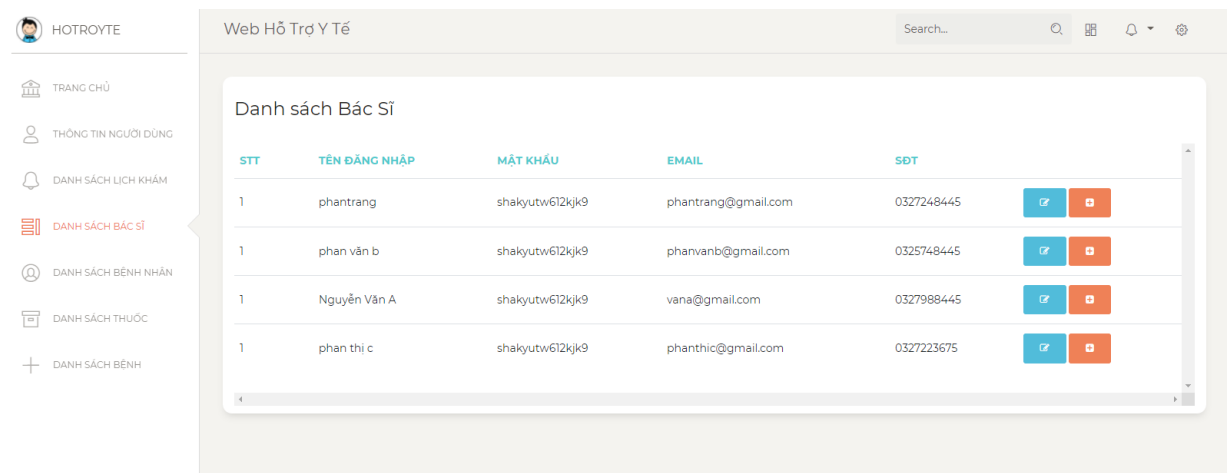 HOTROYTE
Web Hỗ Trợ Y Tế
Search...
TRANG CHỦ
THÔNG TIN NGƯỜI DÙNG
DANH SÁCH LỊCH KHÁM
DANH SÁCH BÁC SĨ
DANH SÁCH BỆNH NHÂN
DANH SÁCH THUỐC
DANH SÁCH BỆNH
Danh sách Bác Sĩ
STT TÊN ĐĂNG NHẬP MẬT KHẨU EMAIL SĐT
1 phantrang shakyutw612kjk9 phantrang@gmail.com 0327248445
1 phan văn b shakyutw612kjk9 phanvanb@gmail.com 0325748445
1 Nguyễn Văn A shakyutw612kjk9 vana@gmail.com 0327988445
1 phan thị c shakyutw612kjk9 phanthic@gmail.com 0327223675